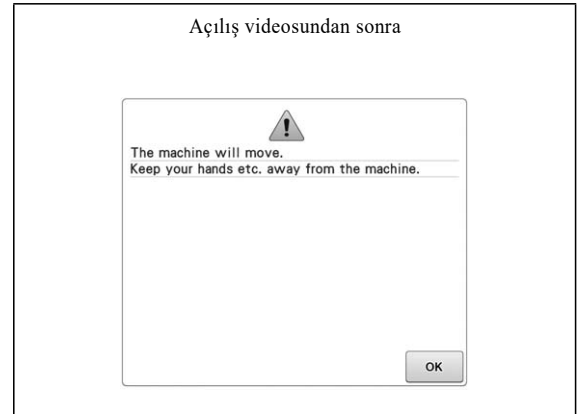 Açılış videosundan sonra
The machine will move.
Keep your hands etc. away from the machine.
OK